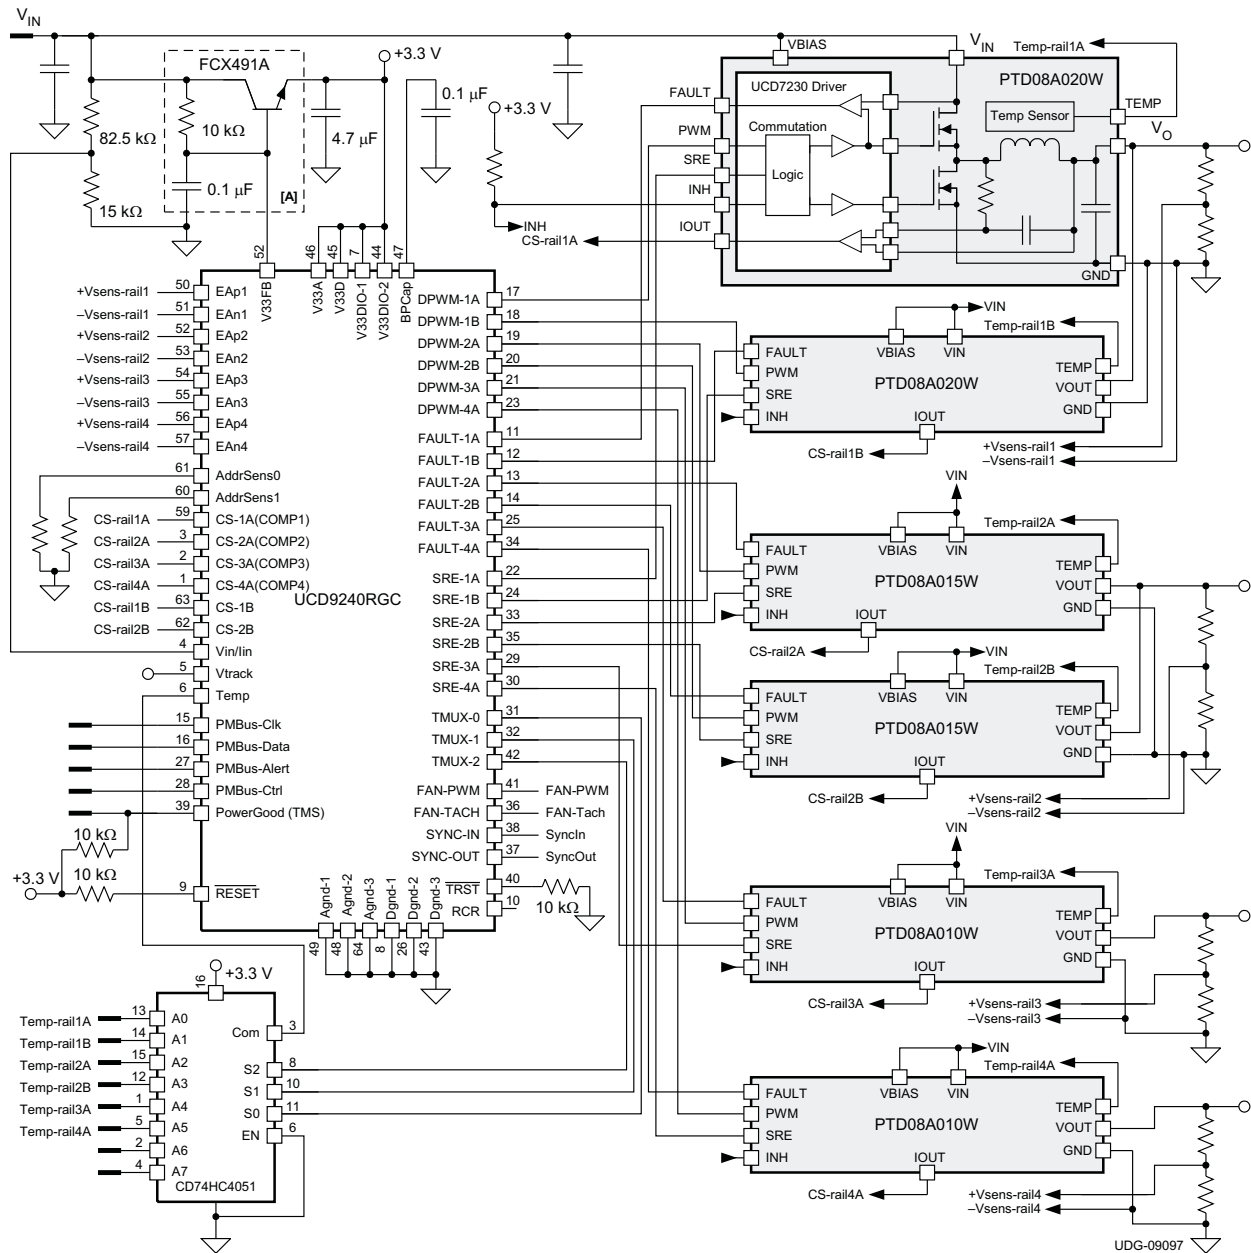 VIN
FCX491A
10 kΩ
0.1 μF
[A]
82.5 kΩ
15 kΩ
+3.3 V
4.7 μF
0.1 μF
+3.3 V
INH
CS-rail1A
VBIAS
VIN
Temp-rail1A
PTD08A020W
UCD7230 Driver
Commutation
Logic
Temp Sensor
FAULT
PWM
SRE
INH
IOUT
TEMP
VO
GND
52
46
45
7
44
47
V33FB
V33A
V33D
V33DIO-1
V33DIO-2
BPCap
UCD9240RGC
+Vsens-rail1 50 EAp1
–Vsens-rail1 51 EAn1
+Vsens-rail2 52 EAp2
–Vsens-rail2 53 EAn2
+Vsens-rail3 54 EAp3
–Vsens-rail3 55 EAn3
+Vsens-rail4 56 EAp4
–Vsens-rail4 57 EAn4
61 AddrSens0
60 AddrSens1
CS-rail1A 59 CS-1A(COMP1)
CS-rail2A 3 CS-2A(COMP2)
CS-rail3A 2 CS-3A(COMP3)
CS-rail4A 1 CS-4A(COMP4)
CS-rail1B 63 CS-1B
CS-rail2B 62 CS-2B
4 Vin/Iin
5 Vtrack
6 Temp
15 PMBus-Clk
16 PMBus-Data
27 PMBus-Alert
28 PMBus-Ctrl
39 PowerGood (TMS)
10 kΩ
10 kΩ
+3.3 V
9 RESET
DPWM-1A 17
DPWM-1B 18
DPWM-2A 19
DPWM-2B 20
DPWM-3A 21
DPWM-4A 23
FAULT-1A 11
FAULT-1B 12
FAULT-2A 13
FAULT-2B 14
FAULT-3A 25
FAULT-4A 34
SRE-1A 22
SRE-1B 24
SRE-2A 33
SRE-2B 35
SRE-3A 29
SRE-4A 30
TMUX-0 31
TMUX-1 32
TMUX-2 42
FAN-PWM 41 FAN-PWM
FAN-TACH 36 FAN-Tach
SYNC-IN 38 SyncIn
SYNC-OUT 37 SyncOut
TRST 40
10 kΩ
RCR 10
Agnd-1
Agnd-2
Agnd-3
Dgnd-1
Dgnd-2
Dgnd-3
49
48
64
8
26
43
16
+3.3 V
Temp-rail1A 13 A0
Temp-rail1B 14 A1
Temp-rail2A 15 A2
Temp-rail2B 12 A3
Temp-rail3A 1 A4
Temp-rail4A 5 A5
2 A6
4 A7
Com 3
S2 8
S1 10
S0 11
EN 6
CD74HC4051
VIN
Temp-rail1B
VBIAS
VIN
FAULT
PWM
SRE
INH
PTD08A020W
TEMP
VOUT
GND
IOUT
CS-rail1B
+Vsens-rail1
–Vsens-rail1
VIN
Temp-rail2A
VBIAS
VIN
FAULT
PWM
SRE
INH
PTD08A015W
TEMP
VOUT
GND
IOUT
CS-rail2A
VIN
Temp-rail2B
VBIAS
VIN
FAULT
PWM
SRE
INH
PTD08A015W
TEMP
VOUT
GND
IOUT
CS-rail2B
+Vsens-rail2
–Vsens-rail2
VIN
Temp-rail3A
VBIAS
VIN
FAULT
PWM
SRE
INH
PTD08A010W
TEMP
VOUT
GND
IOUT
CS-rail3A
+Vsens-rail3
–Vsens-rail3
VIN
Temp-rail4A
VBIAS
VIN
FAULT
PWM
SRE
INH
PTD08A010W
TEMP
VOUT
GND
IOUT
CS-rail4A
+Vsens-rail4
–Vsens-rail4
UDG-09097